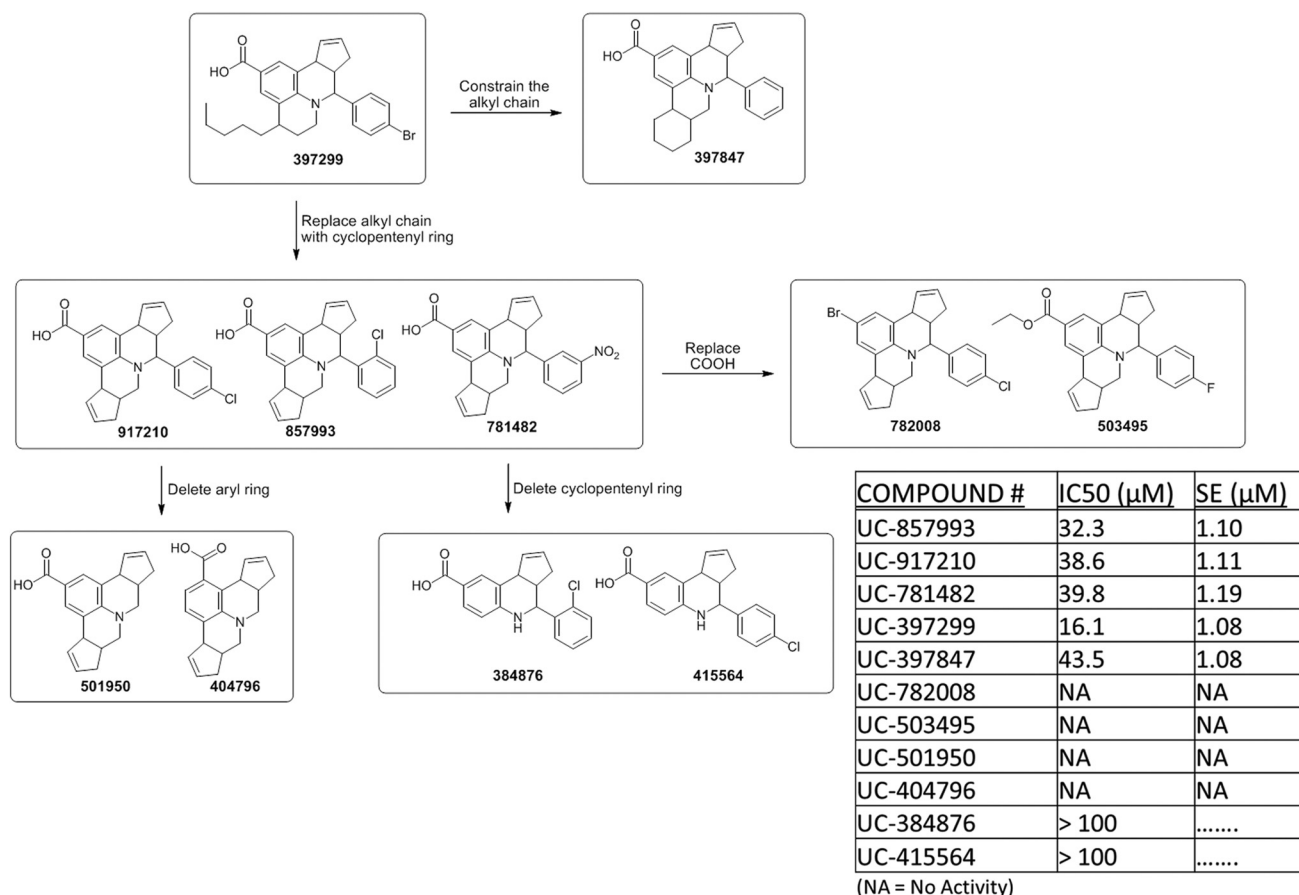 O
HO
N
Br
397299
Constrain the
alkyl chain
O
HO
N
397847
Replace alkyl chain
with cyclopentenyl ring
O
HO
N
Cl
917210
O
HO
N
Cl
857993
O
HO
N
NO2
781482
Replace
COOH
Br
N
Cl
782008
O
O
N
F
503495
Delete aryl ring
Delete cyclopentenyl ring
O
HO
N
501950
HO
O
N
404796
O
HO
N
H
Cl
384876
O
HO
N
H
Cl
415564
COMPOUND # IC50 (µM) SE (µM)
UC-857993 32.3 1.10
UC-917210 38.6 1.11
UC-781482 39.8 1.19
UC-397299 16.1 1.08
UC-397847 43.5 1.08
UC-782008 NA NA
UC-503495 NA NA
UC-501950 NA NA
UC-404796 NA NA
UC-384876 > 100 …….
UC-415564 > 100 …….
(NA = No Activity)